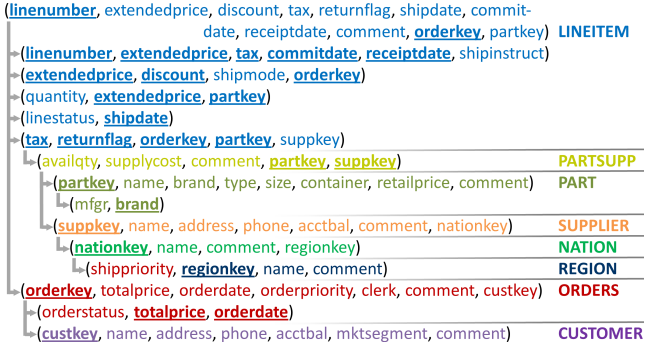 (linenumber, extendedprice, discount, tax, returnflag, shipdate, commit-
date, receiptdate, comment, orderkey, partkey) LINEITEM
(linenumber, extendedprice, tax, commitdate, receiptdate, shipinstruct)
(extendedprice, discount, shipmode, orderkey)
(quantity, extendedprice, partkey)
(linestatus, shipdate)
(tax, returnflag, orderkey, partkey, suppkey)
(availqty, supplycost, comment, partkey, suppkey) PARTSUPP
(partkey, name, brand, type, size, container, retailprice, comment) PART
(mfgr, brand)
(suppkey, name, address, phone, acctbal, comment, nationkey) SUPPLIER
(nationkey, name, comment, regionkey) NATION
(shippriority, regionkey, name, comment) REGION
(orderkey, totalprice, orderdate, orderpriority, clerk, comment, custkey) ORDERS
(orderstatus, totalprice, orderdate)
(custkey, name, address, phone, acctbal, mktsegment, comment) CUSTOMER